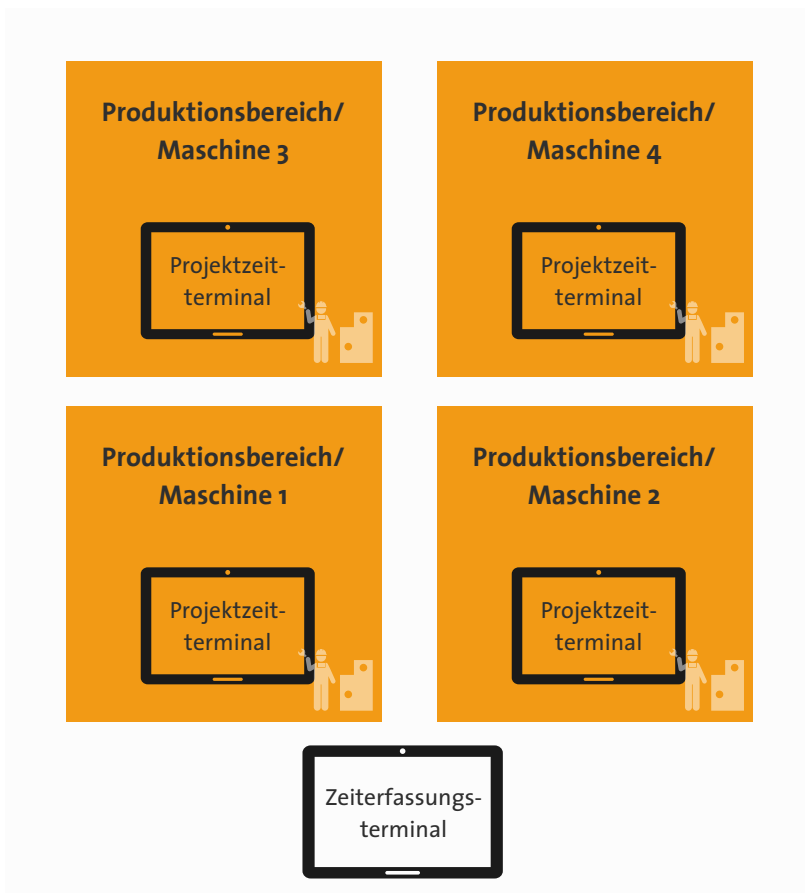 Produktionsbereich/
Maschine 3
Projektzeit-
terminal
Produktionsbereich/
Maschine 4
Projektzeit-
terminal
Produktionsbereich/
Maschine 1
Projektzeit-
terminal
Produktionsbereich/
Maschine 2
Projektzeit-
terminal
Zeiterfassungs-
terminal